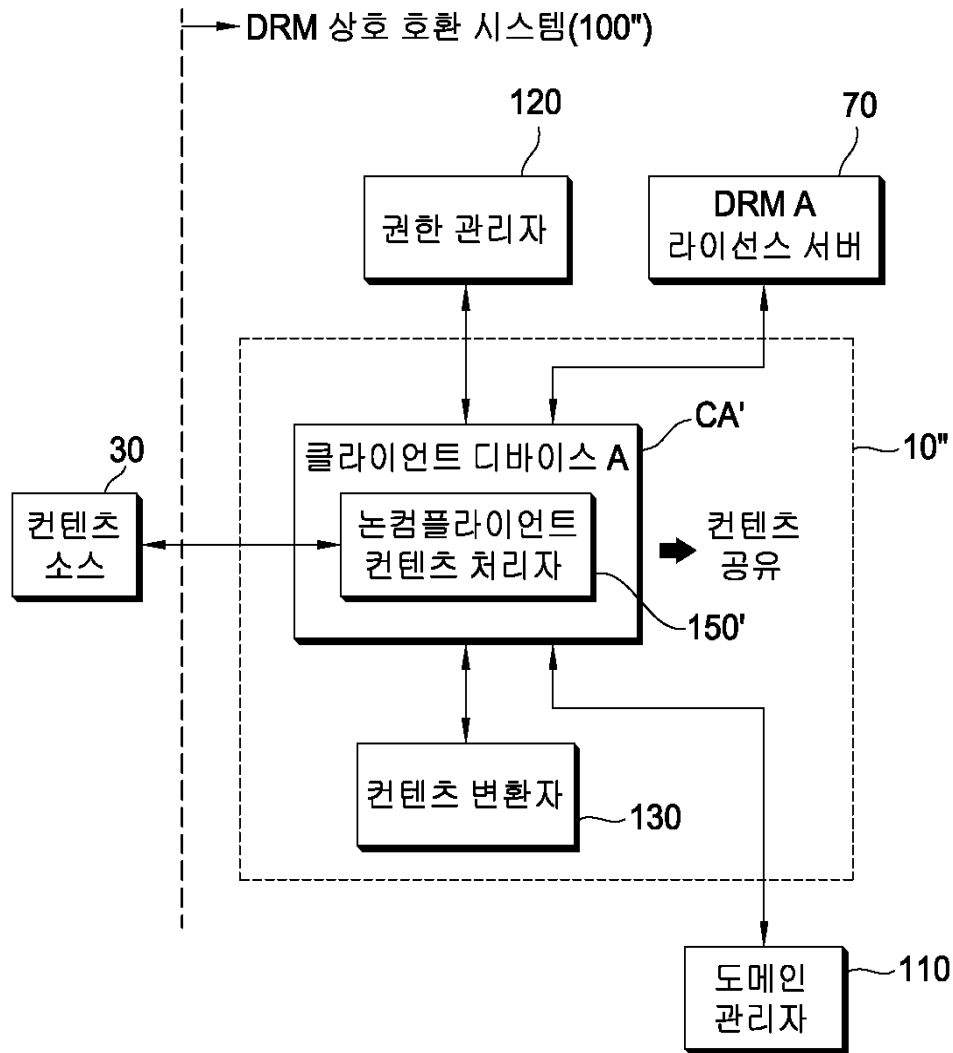 DRM 상호 호환 시스템(100")
120
70
권한 관리자
DRM A
라이선스 서버
CA'
10"
클라이언트 디바이스 A
30
컨텐츠
소스
논컴플라이언트
컨텐츠 처리자
컨텐츠
공유
150'
컨텐츠 변환자
130
도메인
관리자
110